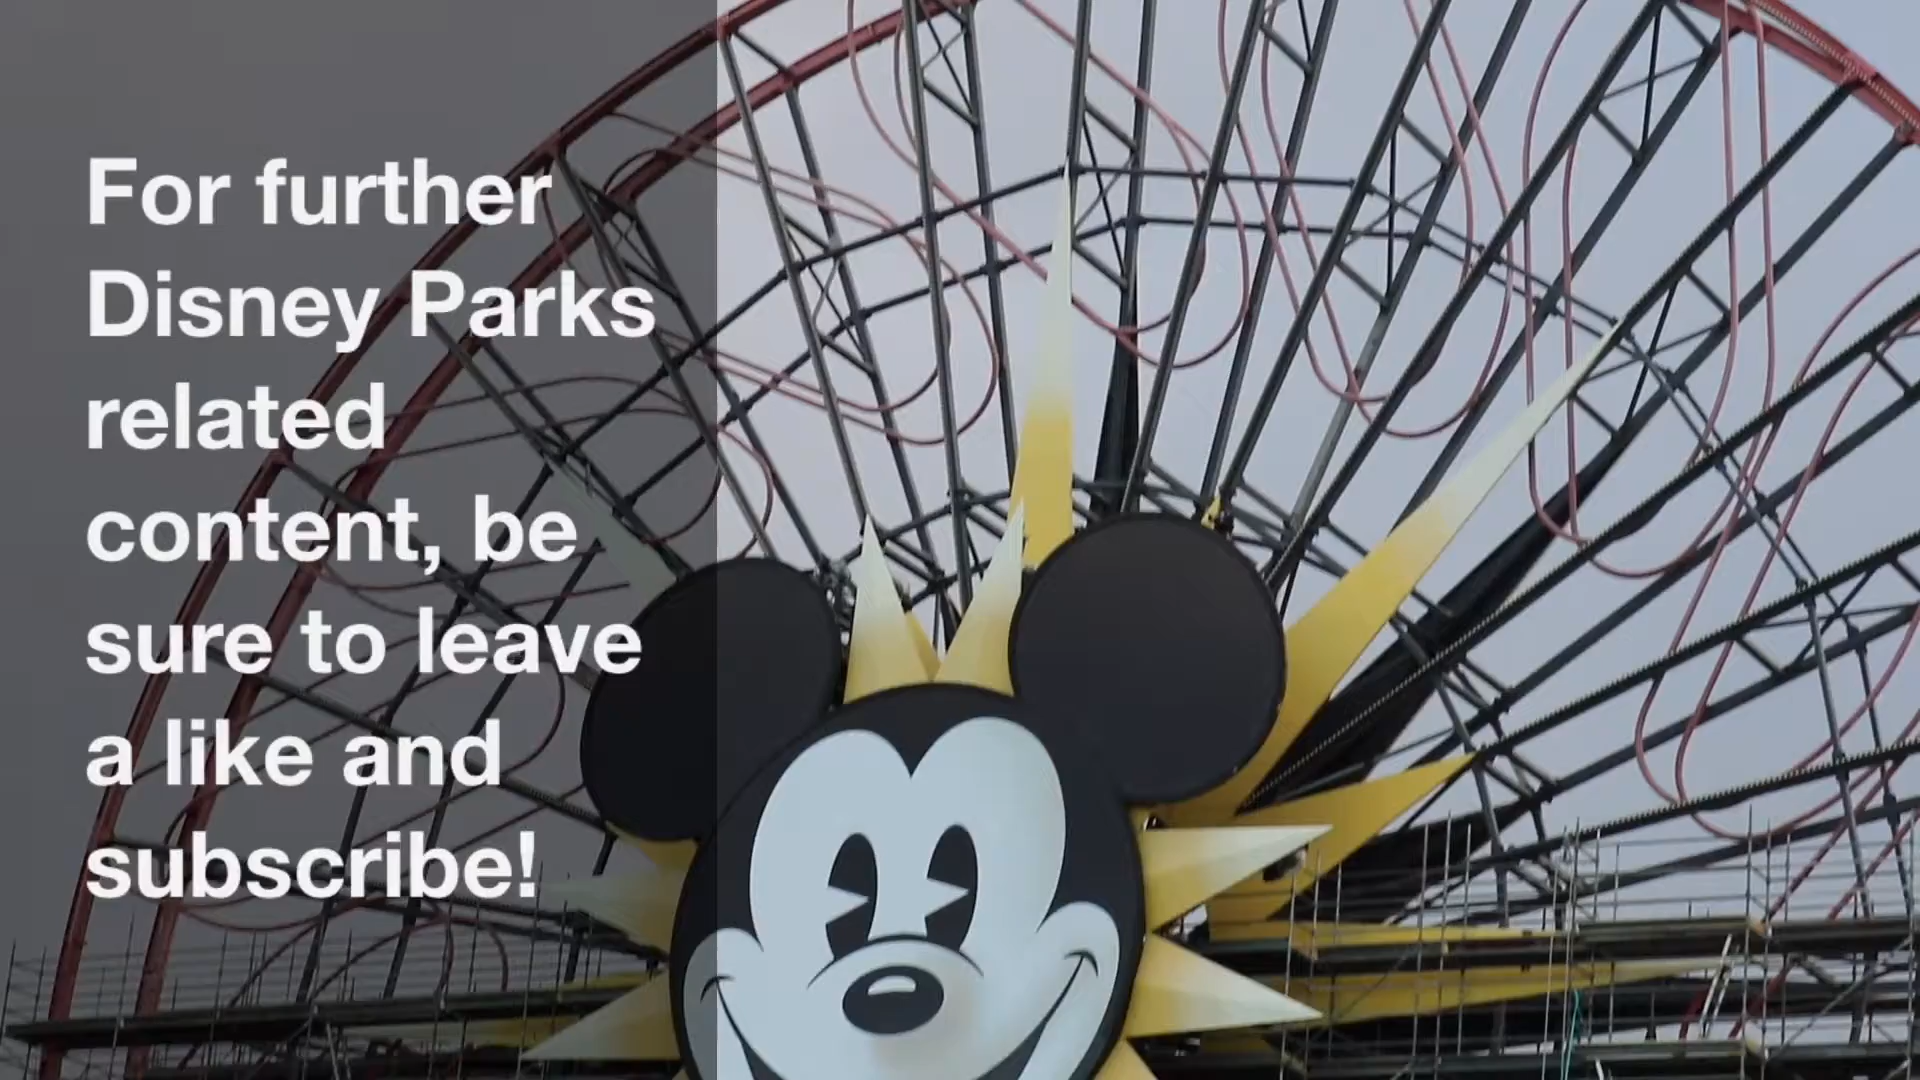 For further
Disney Parks
related
content, be
sure to leave
a like and
subscribe!